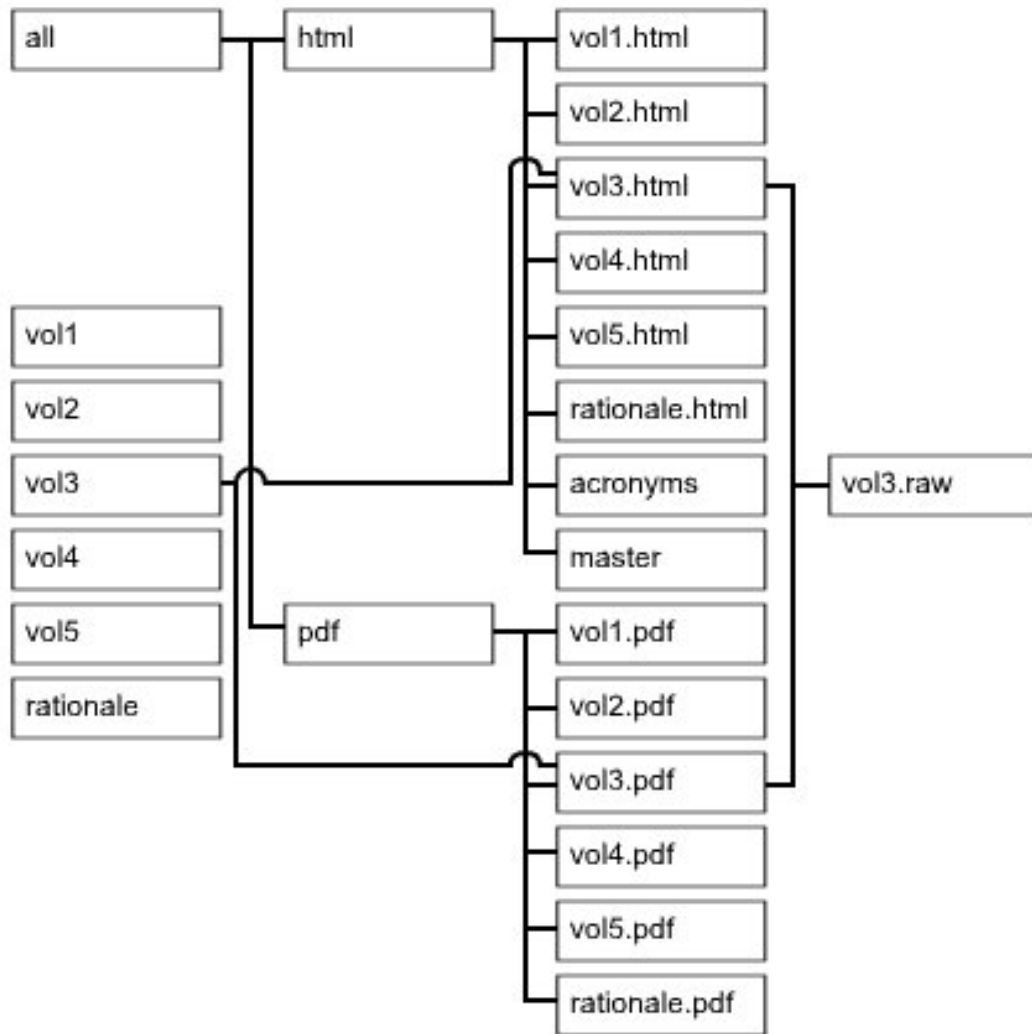 all
html
vol1.html
vol2.html
vol3.html
vol4.html
vol1
vol5.html
vol2
rationale.html
vol3
acronyms
vol3.raw
vol4
master
vol5
pdf
vol1.pdf
rationale
vol2.pdf
vol3.pdf
vol4.pdf
vol5.pdf
rationale.pdf